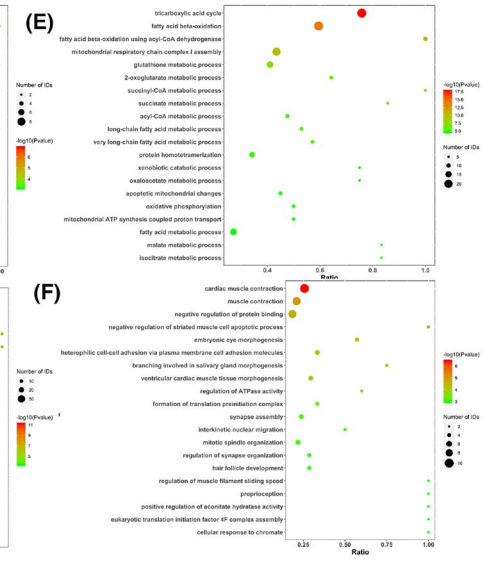 (E)
tricarboxylic acid cycle
fatty acid beta-oxidation
fatty acid beta-oxidation using acyl-CoA dehydrogenase
mitochondrial respiratory chain complex I assembly
glutathione metabolic process
2-oxoglutarate metabolic process
succinyl-CoA metabolic process
succinate metabolic process
acyl-CoA metabolic process
long-chain fatty acid metabolic process
very long-chain fatty acid metabolic process
protein homotetramerization
xenobiotic catabolic process
oxaloacetate metabolic process
apoptotic mitochondrial changes
oxidative phosphorylation
mitochondrial ATP synthesis coupled proton transport
fatty acid metabolic process
malate metabolic process
isocitrate metabolic process
0.4 0.6 0.8 1.0
Ratio
Number of IDs
2
4
6
-log10(Pvalue)
6
5
4
-log10(Pvalue)
17.5
15.0
12.5
10.0
7.5
5.0
Number of IDs
5
10
15
20
(F)
cardiac muscle contraction
muscle contraction
negative regulation of protein binding
negative regulation of striated muscle cell apoptotic process
embryonic eye morphogenesis
heterophilic cell-cell adhesion via plasma membrane cell adhesion molecules
branching involved in salivary gland morphogenesis
ventricular cardiac muscle tissue morphogenesis
regulation of ATPase activity
formation of translation preinitiation complex
synapse assembly
interkinetic nuclear migration
mitotic spindle organization
regulation of synapse organization
hair follicle development
regulation of muscle filament sliding speed
proprioception
positive regulation of aconitate hydratase activity
eukaryotic translation initiation factor 4F complex assembly
cellular response to chromate
0.25 0.50 0.75 1.00
Ratio
Number of IDs
10
20
-log10(Pvalue)
11
9
7
5
-log10(Pvalue)
6
5
4
3
Number of IDs
2
4
6
8
10